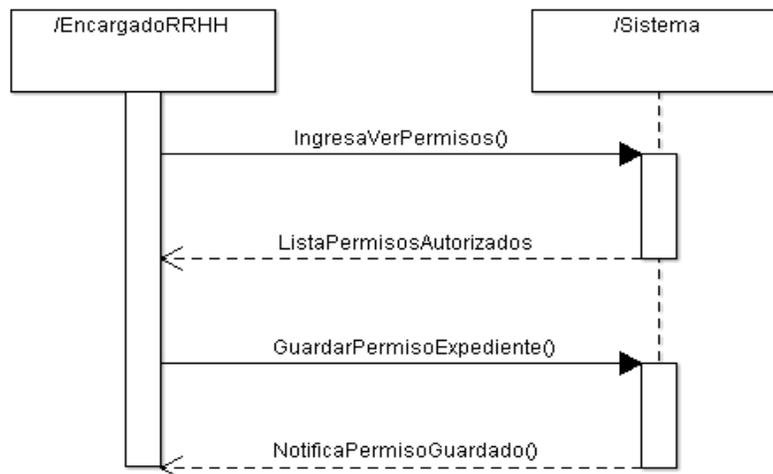 /EncargadoRRHH
/Sistema
IngresaVerPermisos()
ListaPermisosAutorizados
GuardarPermisoExpediente()
NotificaPermisoGuardado()